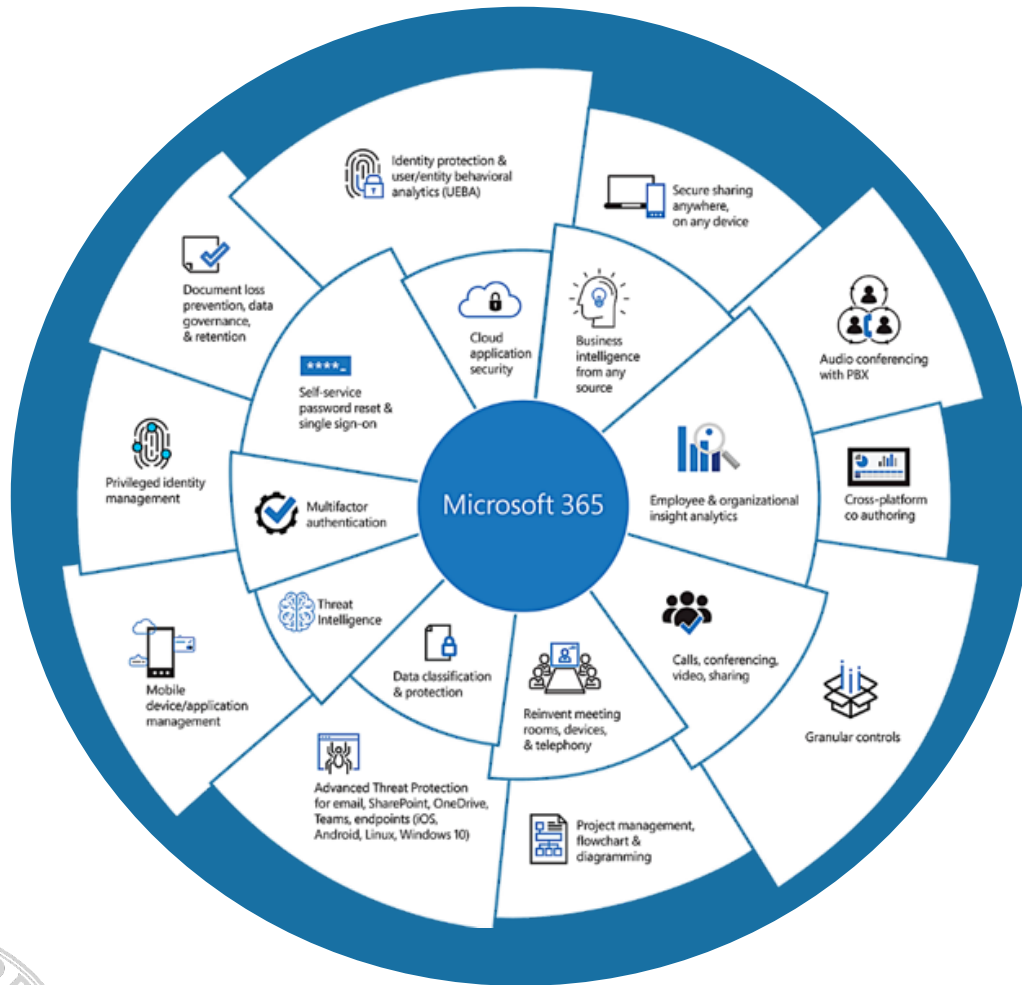 Identity protection &
user/entity behavioral
analytics (UEBA)
Secure sharing
anywhere,
on any device
Document loss
prevention, data
governance,
& retention
Cloud
application
security
Business
intelligence
from any
source
Audio conferencing
with PBX
****_
Self-service
password reset &
single sign-on
Privileged identity
management
Multifactor
authentication
Microsoft 365
Employee & organizational
insight analytics
Cross-platform
co authoring
Threat
Intelligence
Mobile
device/application
management
Data classification
& protection
Reinvent meeting
rooms, devices,
& telephony
Calls, conferencing,
video, sharing
Granular controls
Advanced Threat Protection
for email, SharePoint, OneDrive,
Teams, endpoints (iOS,
Android, Linux, Windows 10)
Project management,
flowchart &
diagramming